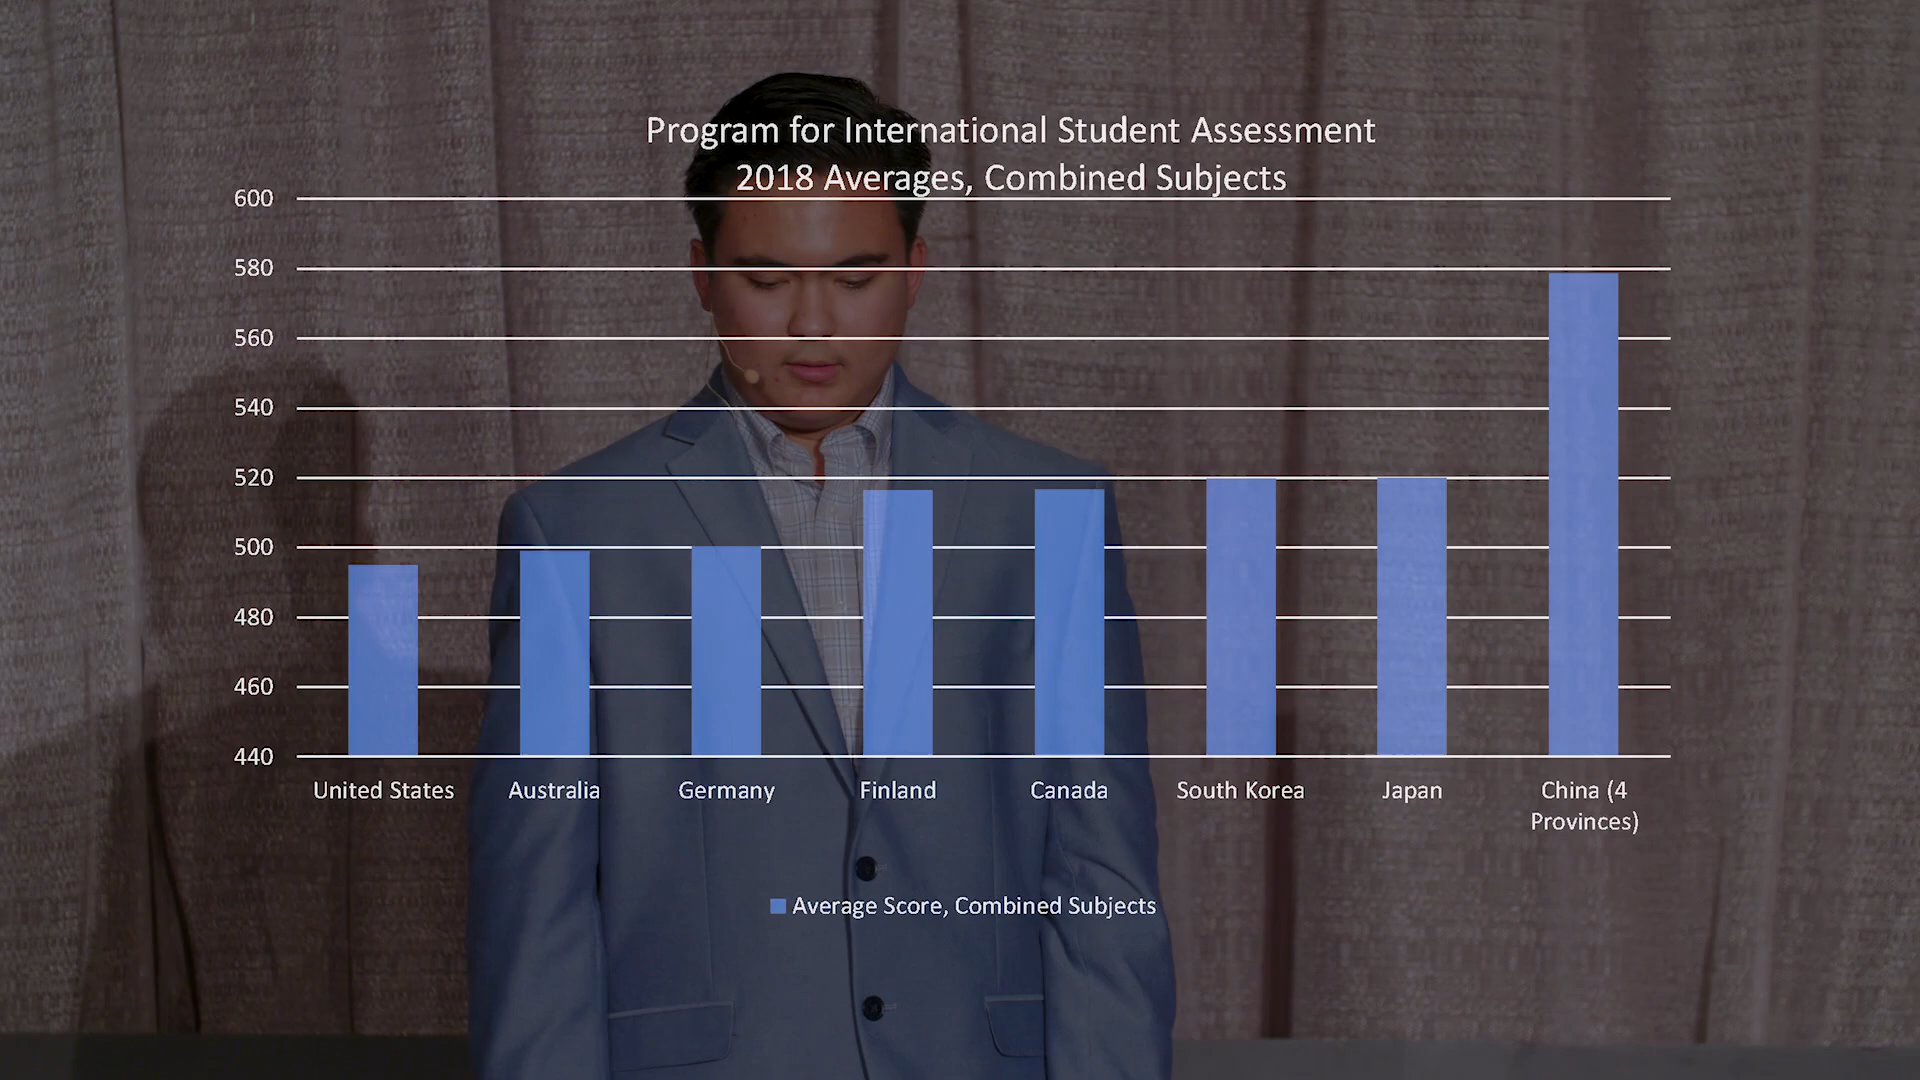 Program for International Student Assessment
2018 Averages, Combined Subjects
600
580
560
540
520
500
480
460
440
United States
Australia
Germany
Finland
Canada
South Korea
Japan
China (4
Provinces)
Average Score, Combined Subjects